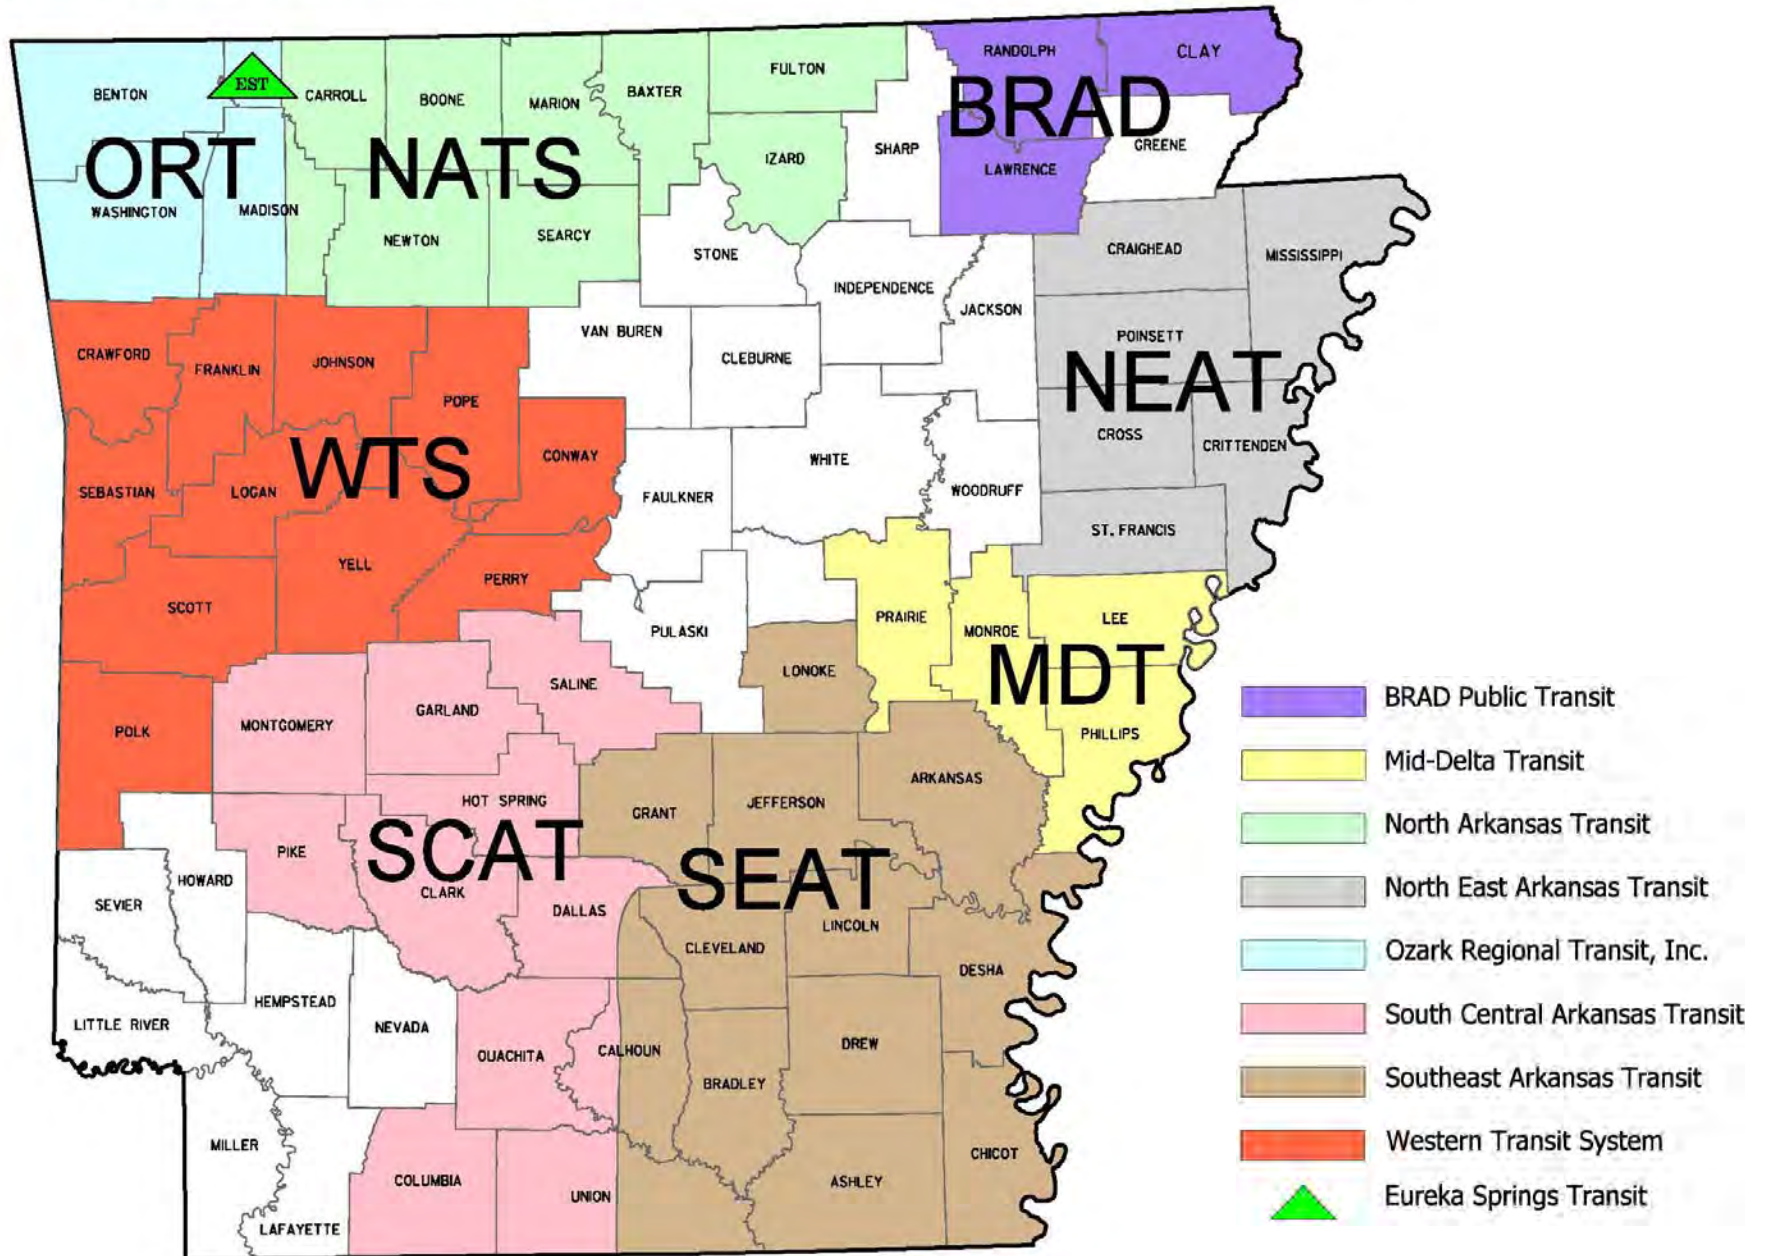 RANDOLPH
CLAY
FULTON
EST
BENTON
CARROLL
BOONE
MARION
BAXTER
BRAD
GREENE
SHARP
IZARD
LAWRENCE
ORT
NATS
WASHINGTON
MADISON
NEWTON
SEARCY
STONE
CRAIGHEAD
MISSISSIPPI
INDEPENDENCE
JACKSON
VAN BUREN
POINSETT
CRAWFORD
FRANKLIN
JOHNSON
CLEBURNE
NEAT
POPE
CROSS
CRITTENDEN
CONWAY
WHITE
WTS
SEBASTIAN
LOGAN
FAULKNER
WOODRUFF
ST. FRANCIS
YELL
PERRY
SCOTT
PRAIRIE
LEE
PULASKI
MONROE
MDT
LONOKE
SALINE
GARLAND
MONTGOMERY
POLK
PHILLIPS
ARKANSAS
HOT SPRING
JEFFERSON
GRANT
SCAT
PIKE
SEAT
HOWARD
CLARK
SEVIER
DALLAS
LINCOLN
CLEVELAND
DESHA
HEMPSTEAD
LITTLE RIVER
NEVADA
OUACHITA
CALHOUN
DREW
BRADLEY
MILLER
CHICOT
COLUMBIA
UNION
ASHLEY
LAFAYETTE
BRAD Public Transit
Mid-Delta Transit
North Arkansas Transit
North East Arkansas Transit
Ozark Regional Transit, Inc.
South Central Arkansas Transit
Southeast Arkansas Transit
Western Transit System
Eureka Springs Transit